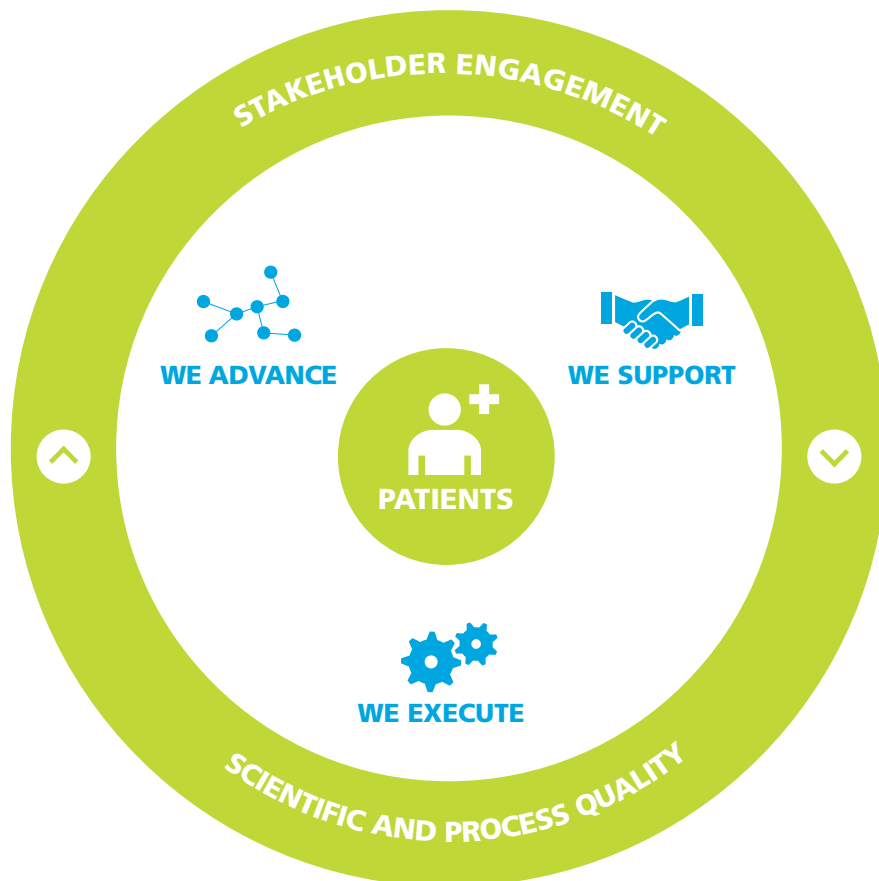 STAKEHOLDER ENGAGEMENT
WE ADVANCE
WE SUPPORT
PATIENTS
WE EXECUTE
SCIENTIFIC AND PROCESS QUALITY